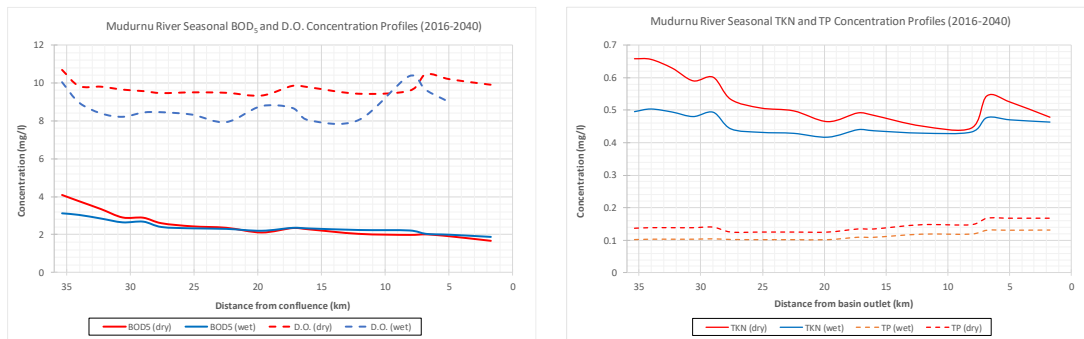 Mudurnu River Seasonal BOD₅ and D.O. Concentration Profiles (2016-2040)
12
10
8
6
4
2
0
Concentration (mg/l)
35 30 25 20 15 10 5 0
Distance from confluence (km)
BOD5 (dry) BOD5 (wet) D.O. (dry) D.O. (wet)
Mudurnu River Seasonal TKN and TP Concentration Profiles (2016-2040)
0.7
0.6
0.5
0.4
0.3
0.2
0.1
0
Concentration (mg/l)
35 30 25 20 15 10 5 0
Distance from basin outlet (km)
TKN (dry) TKN (wet) TP (wet) TP (dry)